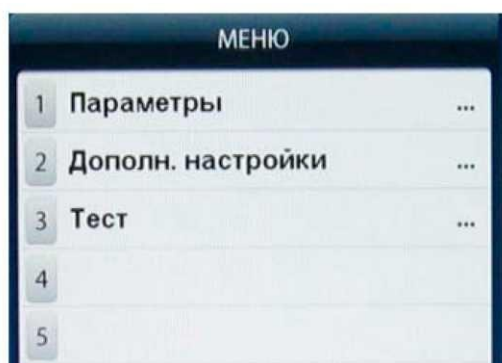 МЕНЮ
1 Параметры ...
2 Дополн. настройки ...
3 Тест ...
4
5